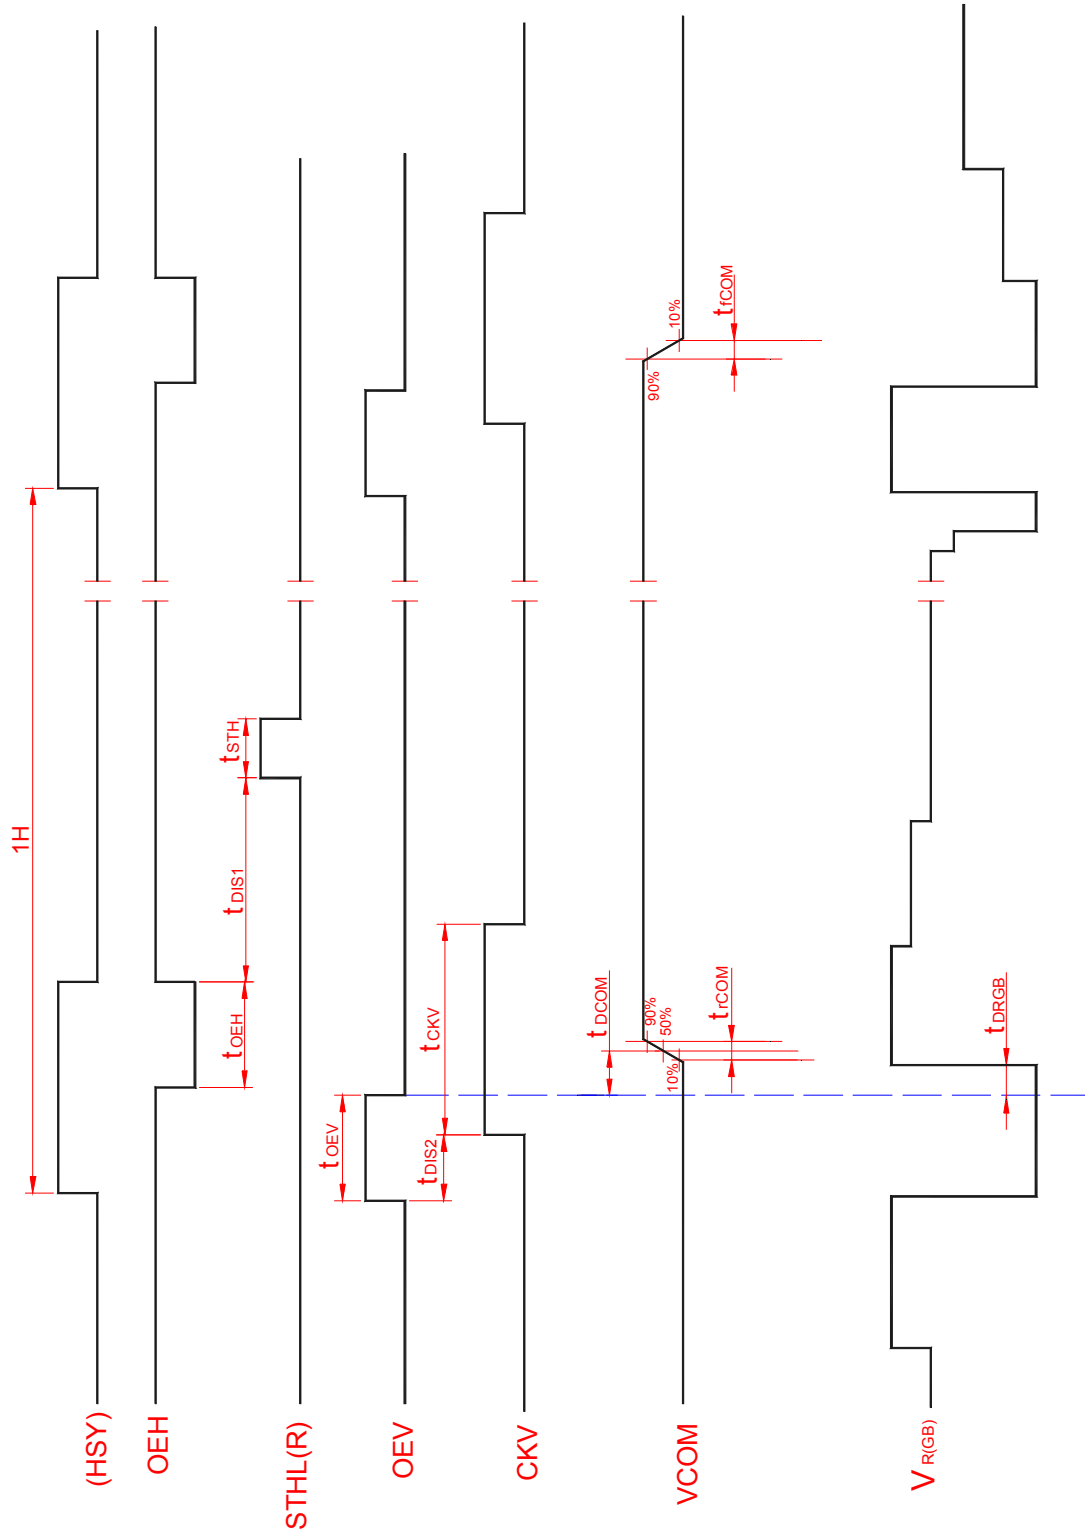 (HSY)
1H
OEH
tOEH
STHL(R)
tDIS1
tSTH
OEV
tOEV
CKV
tDIS2
tCKV
VCOM
tDCOM
10%
50%
90%
trCOM
90%
10%
tfCOM
VR(GB)
tDRGB